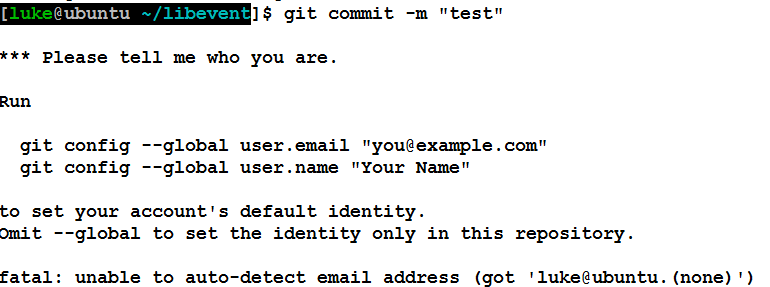 [luke@ubuntu ~/libevent]$ git commit -m "test"
*** Please tell me who you are.
Run
git config --global user.email "you@example.com"
git config --global user.name "Your Name"
to set your account's default identity.
Omit --global to set the identity only in this repository.
fatal: unable to auto-detect email address (got 'luke@ubuntu.(none)')